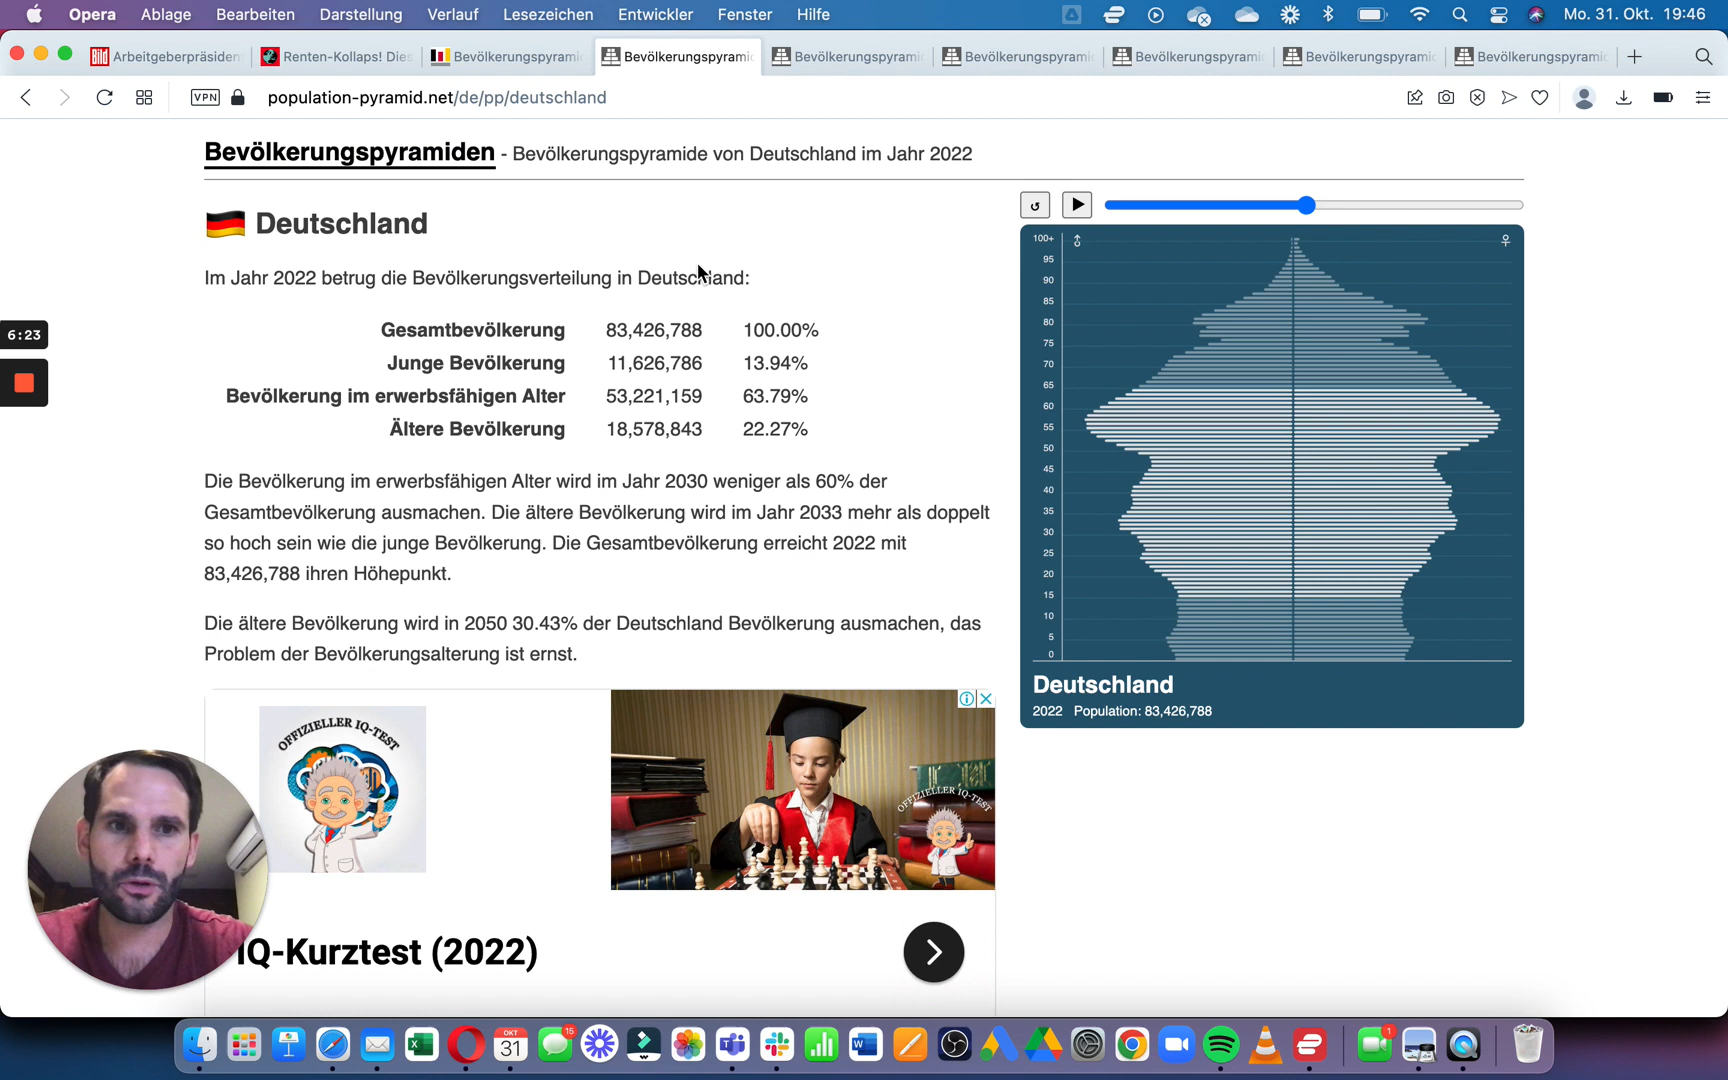 Opera Ablage Bearbeiten Darstellung Verlauf Lesezeichen Entwickler Fenster Hilfe Mo. 31. Okt. 19:46
BILD Arbeitgeberpräsiden Renten-Kollaps! Dies Bevölkerungspyrami Bevölkerungspyrami Bevölkerungspyrami Bevölkerungspyrami Bevölkerungspyrami Bevölkerungspyrami Bevölkerungspyrami
VPN population-pyramid.net/de/pp/deutschland
Bevölkerungspyramiden - Bevölkerungspyramide von Deutschland im Jahr 2022
Deutschland
Im Jahr 2022 betrug die Bevölkerungsverteilung in Deutschland:
Gesamtbevölkerung 83,426,788 100.00%
Junge Bevölkerung 11,626,786 13.94%
Bevölkerung im erwerbsfähigen Alter 53,221,159 63.79%
Ältere Bevölkerung 18,578,843 22.27%
Die Bevölkerung im erwerbsfähigen Alter wird im Jahr 2030 weniger als 60% der
Gesamtbevölkerung ausmachen. Die ältere Bevölkerung wird im Jahr 2033 mehr als doppelt
so hoch sein wie die junge Bevölkerung. Die Gesamtbevölkerung erreicht 2022 mit
83,426,788 ihren Höhepunkt.
Die ältere Bevölkerung wird in 2050 30.43% der Deutschland Bevölkerung ausmachen, das
Problem der Bevölkerungsalterung ist ernst.
100+
95
90
85
80
75
70
65
60
55
50
45
40
35
30
25
20
15
10
5
0
Deutschland
2022 Population: 83,426,788
6:23
OFFIZIELLER IQ-TEST
OFFIZIELLER IQ-TEST
IQ-Kurztest (2022)
OKT
31
15
1